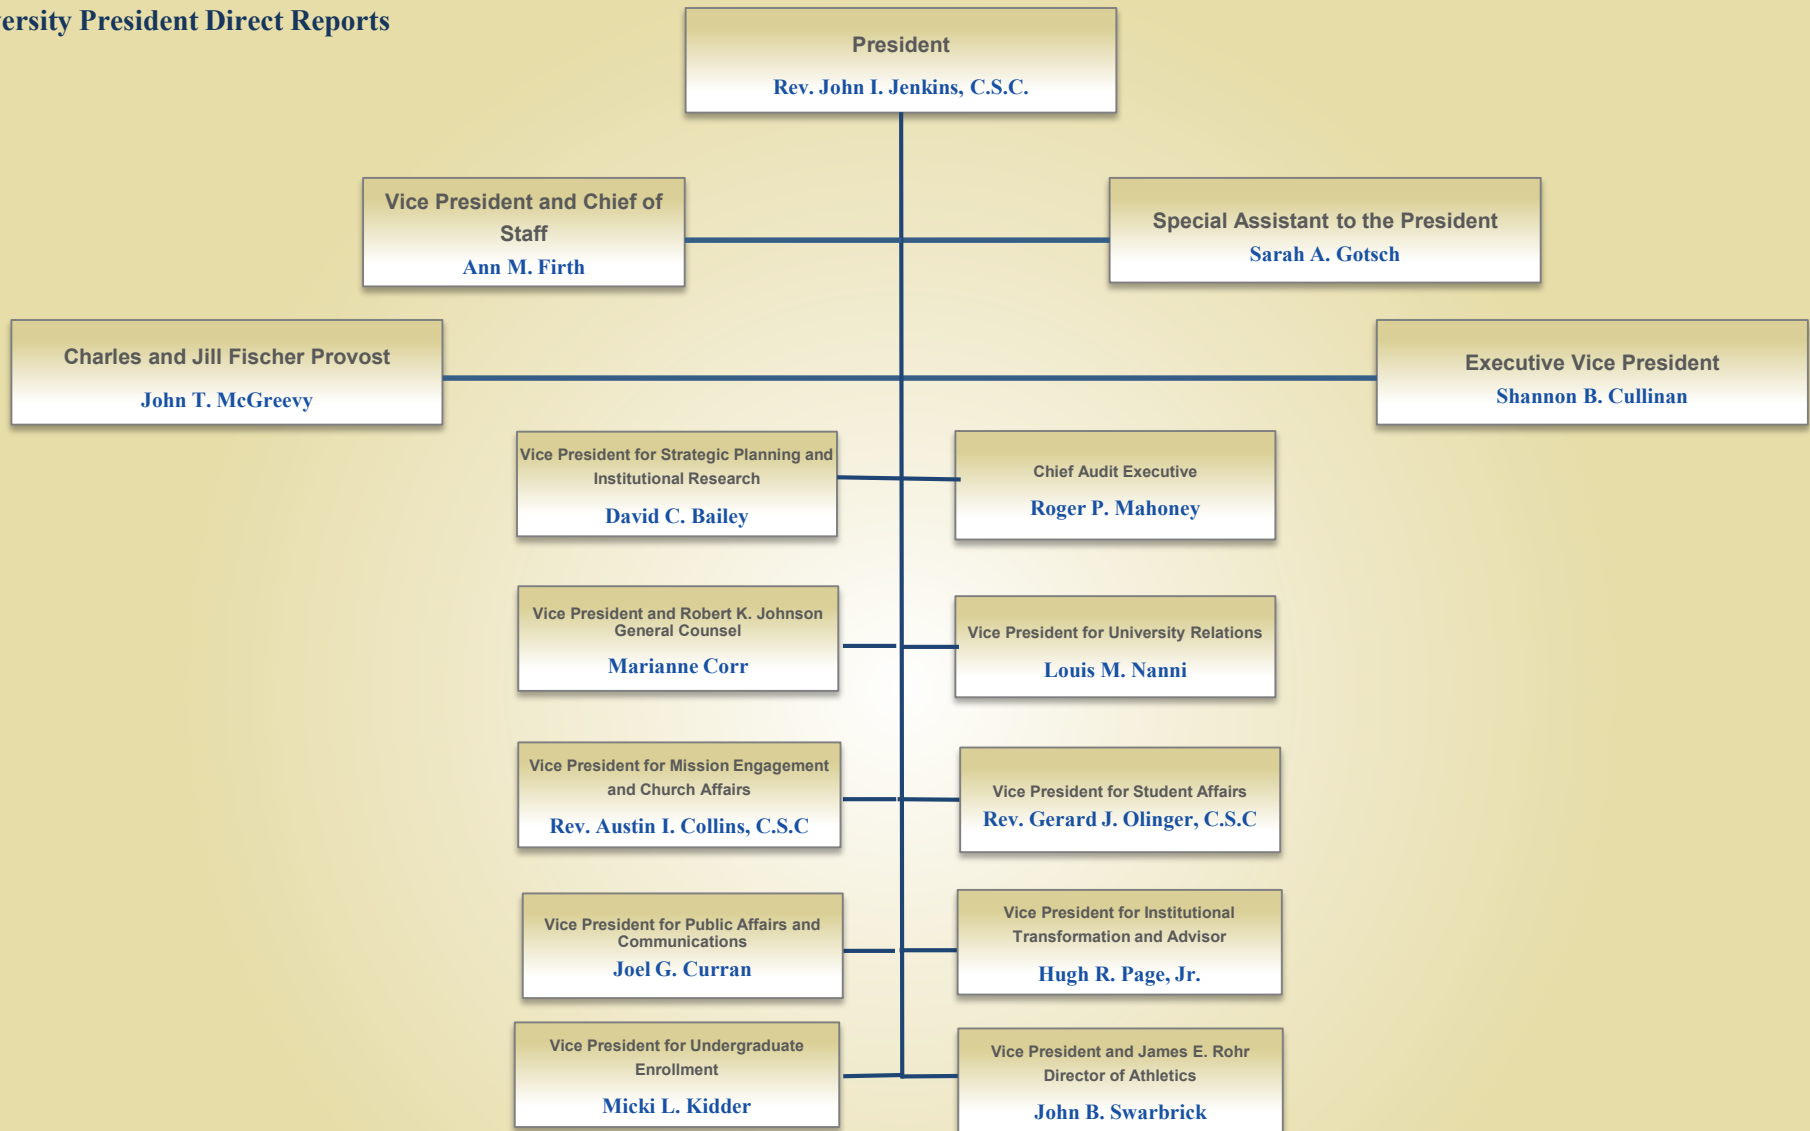 ersity President Direct Reports
President
Rev. John I. Jenkins, C.S.C.
Vice President and Chief of
Staff
Ann M. Firth
Special Assistant to the President
Sarah A. Gotsch
Charles and Jill Fischer Provost
John T. McGreevy
Executive Vice President
Shannon B. Cullinan
Vice President for Strategic Planning and
Institutional Research
David C. Bailey
Chief Audit Executive
Roger P. Mahoney
Vice President and Robert K. Johnson
General Counsel
Marianne Corr
Vice President for University Relations
Louis M. Nanni
Vice President for Mission Engagement
and Church Affairs
Rev. Austin I. Collins, C.S.C
Vice President for Student Affairs
Rev. Gerard J. Olinger, C.S.C
Vice President for Public Affairs and
Communications
Joel G. Curran
Vice President for Institutional
Transformation and Advisor
Hugh R. Page, Jr.
Vice President for Undergraduate
Enrollment
Micki L. Kidder
Vice President and James E. Rohr
Director of Athletics
John B. Swarbrick